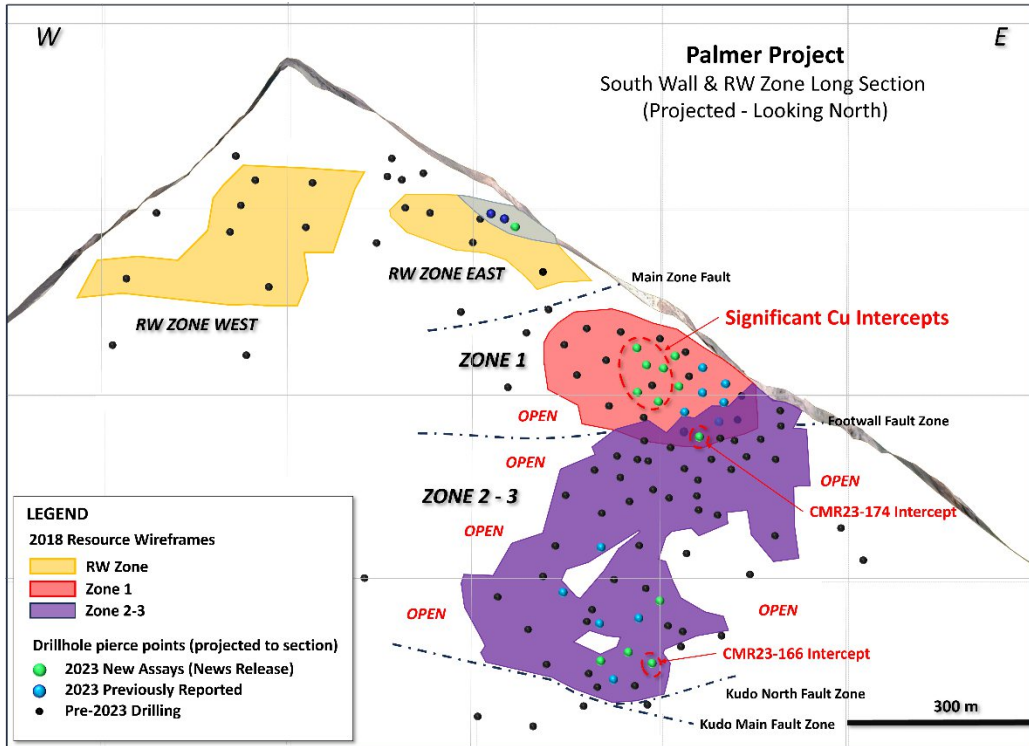 W
E
Palmer Project
South Wall & RW Zone Long Section
(Projected - Looking North)
RW ZONE EAST
Main Zone Fault
RW ZONE WEST
Significant Cu Intercepts
ZONE 1
OPEN
Footwall Fault Zone
OPEN
ZONE 2 - 3
OPEN
CMR23-174 Intercept
OPEN
OPEN
OPEN
CMR23-166 Intercept
Kudo North Fault Zone
Kudo Main Fault Zone
300 m
LEGEND
2018 Resource Wireframes
RW Zone
Zone 1
Zone 2-3
Drillhole pierce points (projected to section)
2023 New Assays (News Release)
2023 Previously Reported
Pre-2023 Drilling